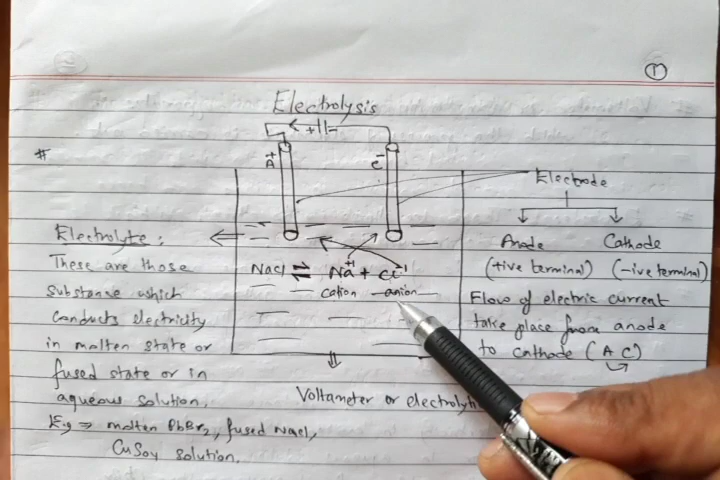 1
Electrolysis
+ -
#
A+
C-
Electrode
Electrolyte:
These are those
substance which
conducts electricity
in molten state or
fused state or in
aqueous solution.
E.g ⇒ molten PbBr2, fused NaCl,
CuSO4 solution.
NaCl ⇌ Na+1 + Cl-1
cation anion
Voltameter or
Anode Cathode
(+ive terminal) (-ive terminal)
Flow of electric current
take place from anode
to cathode (A C)